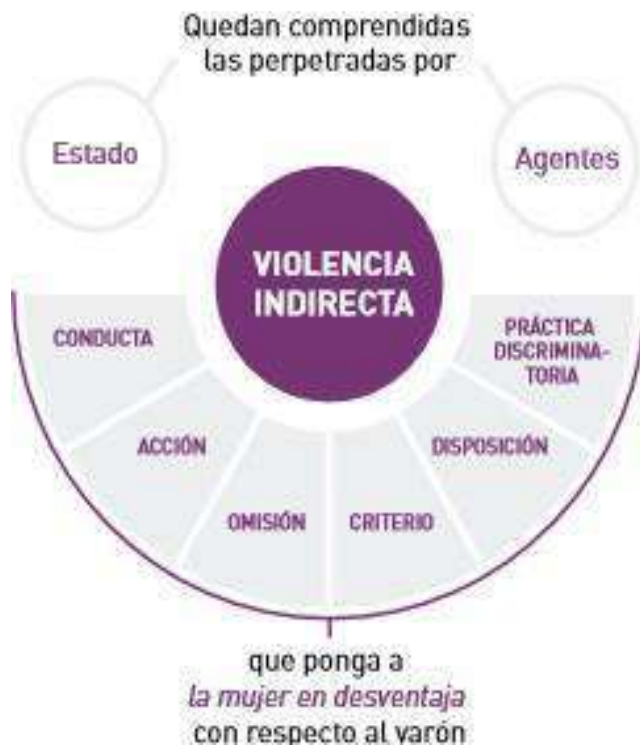 Quedan comprendidas
las perpetradas por
Estado
Agentes
VIOLENCIA
INDIRECTA
CONDUCTA
ACCIÓN
OMISIÓN
CRITERIO
DISPOSICIÓN
PRÁCTICA
DISCRIMINA-
TORIA
que ponga a
la mujer en desventaja
con respecto al varón